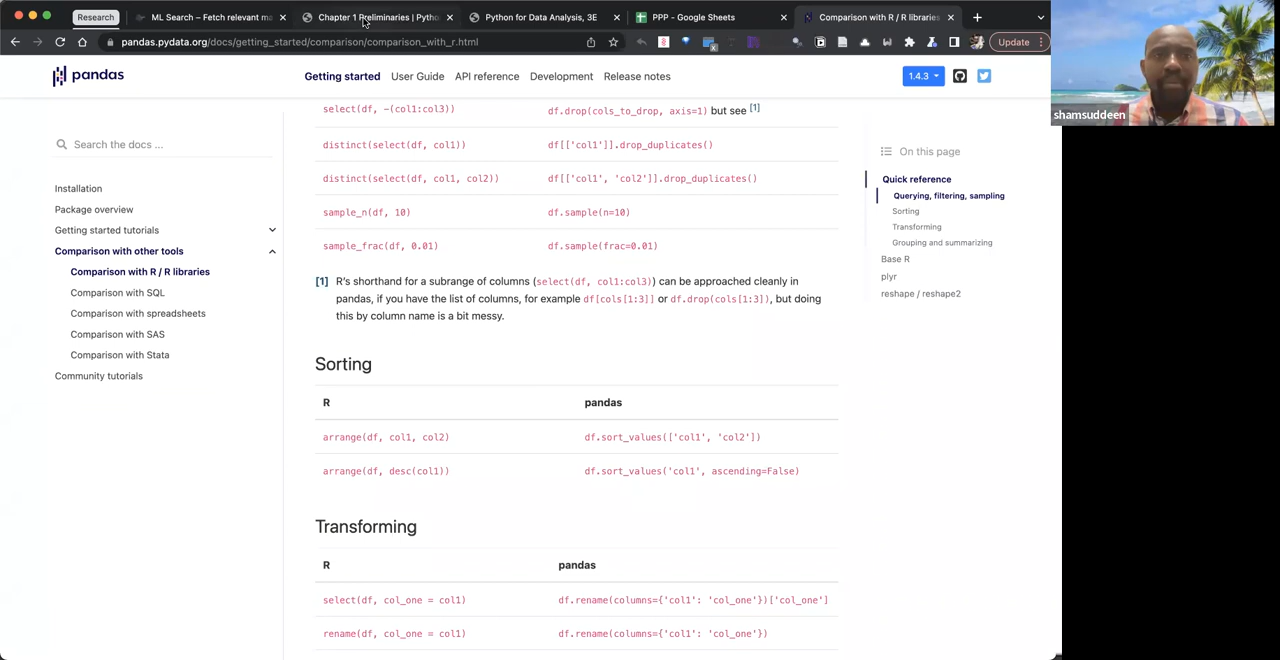 Research
ML Search – Fetch relevant ma
Chapter 1 Preliminaries | Pytho
Python for Data Analysis, 3E
PPP - Google Sheets
Comparison with R / R libraries
pandas.pydata.org/docs/getting_started/comparison/comparison_with_r.html
Update
shamsuddeen
pandas
Getting started
User Guide
API reference
Development
Release notes
1.4.3
Search the docs ...
Installation
Package overview
Getting started tutorials
Comparison with other tools
Comparison with R / R libraries
Comparison with SQL
Comparison with spreadsheets
Comparison with SAS
Comparison with Stata
Community tutorials
select(df, -(col1:col3)) df.drop(cols_to_drop, axis=1) but see [1]
distinct(select(df, col1)) df[['col1']].drop_duplicates()
distinct(select(df, col1, col2)) df[['col1', 'col2']].drop_duplicates()
sample_n(df, 10) df.sample(n=10)
sample_frac(df, 0.01) df.sample(frac=0.01)
[1] R's shorthand for a subrange of columns (select(df, col1:col3)) can be approached cleanly in
pandas, if you have the list of columns, for example df[cols[1:3]] or df.drop(cols[1:3]), but doing
this by column name is a bit messy.
Sorting
R pandas
arrange(df, col1, col2) df.sort_values(['col1', 'col2'])
arrange(df, desc(col1)) df.sort_values('col1', ascending=False)
Transforming
R pandas
select(df, col_one = col1) df.rename(columns={'col1': 'col_one'})['col_one']
rename(df, col_one = col1) df.rename(columns={'col1': 'col_one'})
On this page
Quick reference
Querying, filtering, sampling
Sorting
Transforming
Grouping and summarizing
Base R
plyr
reshape / reshape2